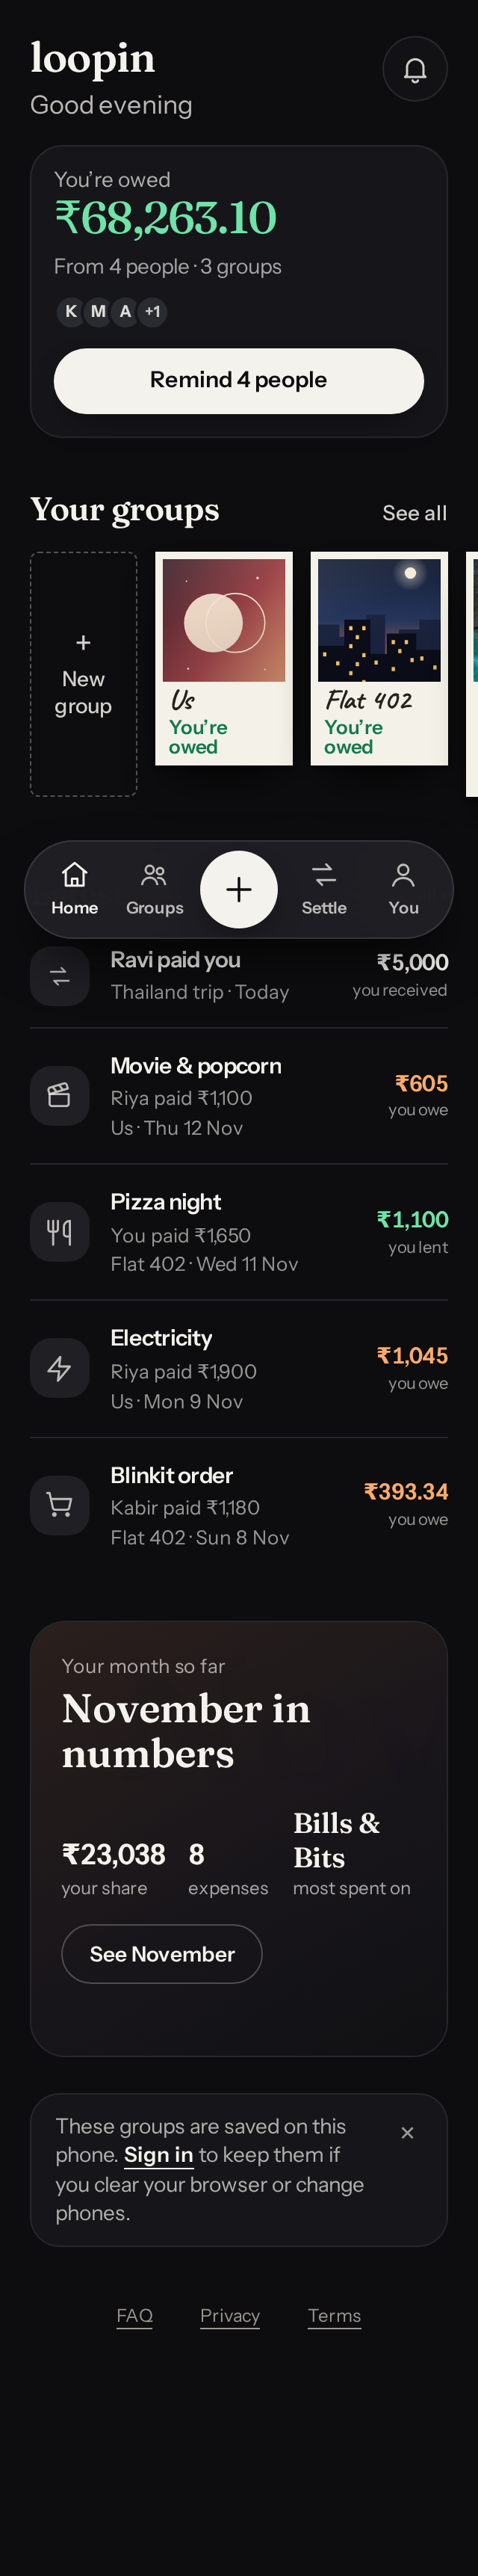 loopin
Good evening
You’re owed
₹68,263.10
From 4 people · 3 groups
K M A +1
Remind 4 people
Your groups
See all
+
New
group
Us
You’re
owed
Flat 402
You’re
owed
Home
Groups
Settle
You
Ravi paid you
₹5,000
Thailand trip · Today
you received
Movie & popcorn
₹605
Riya paid ₹1,100
you owe
Us · Thu 12 Nov
Pizza night
₹1,100
You paid ₹1,650
you lent
Flat 402 · Wed 11 Nov
Electricity
₹1,045
Riya paid ₹1,900
you owe
Us · Mon 9 Nov
Blinkit order
₹393.34
Kabir paid ₹1,180
you owe
Flat 402 · Sun 8 Nov
Your month so far
November in
numbers
₹23,038
your share
8
expenses
Bills &
Bits
most spent on
See November
These groups are saved on this
phone. Sign in to keep them if
you clear your browser or change
phones.
FAQ
Privacy
Terms